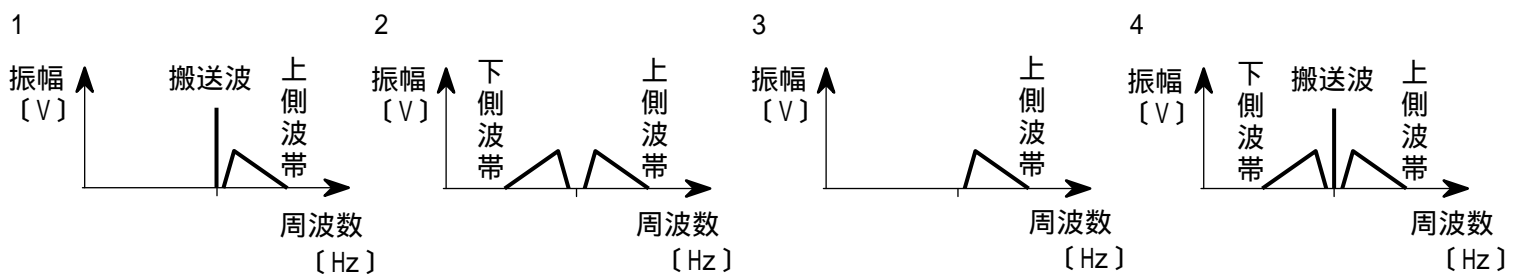 1
振幅
〔V〕
搬送波
上側波帯
周波数
〔Hz〕
2
振幅
〔V〕
下側波帯
上側波帯
周波数
〔Hz〕
3
振幅
〔V〕
上側波帯
周波数
〔Hz〕
4
振幅
〔V〕
下側波帯
搬送波
上側波帯
周波数
〔Hz〕